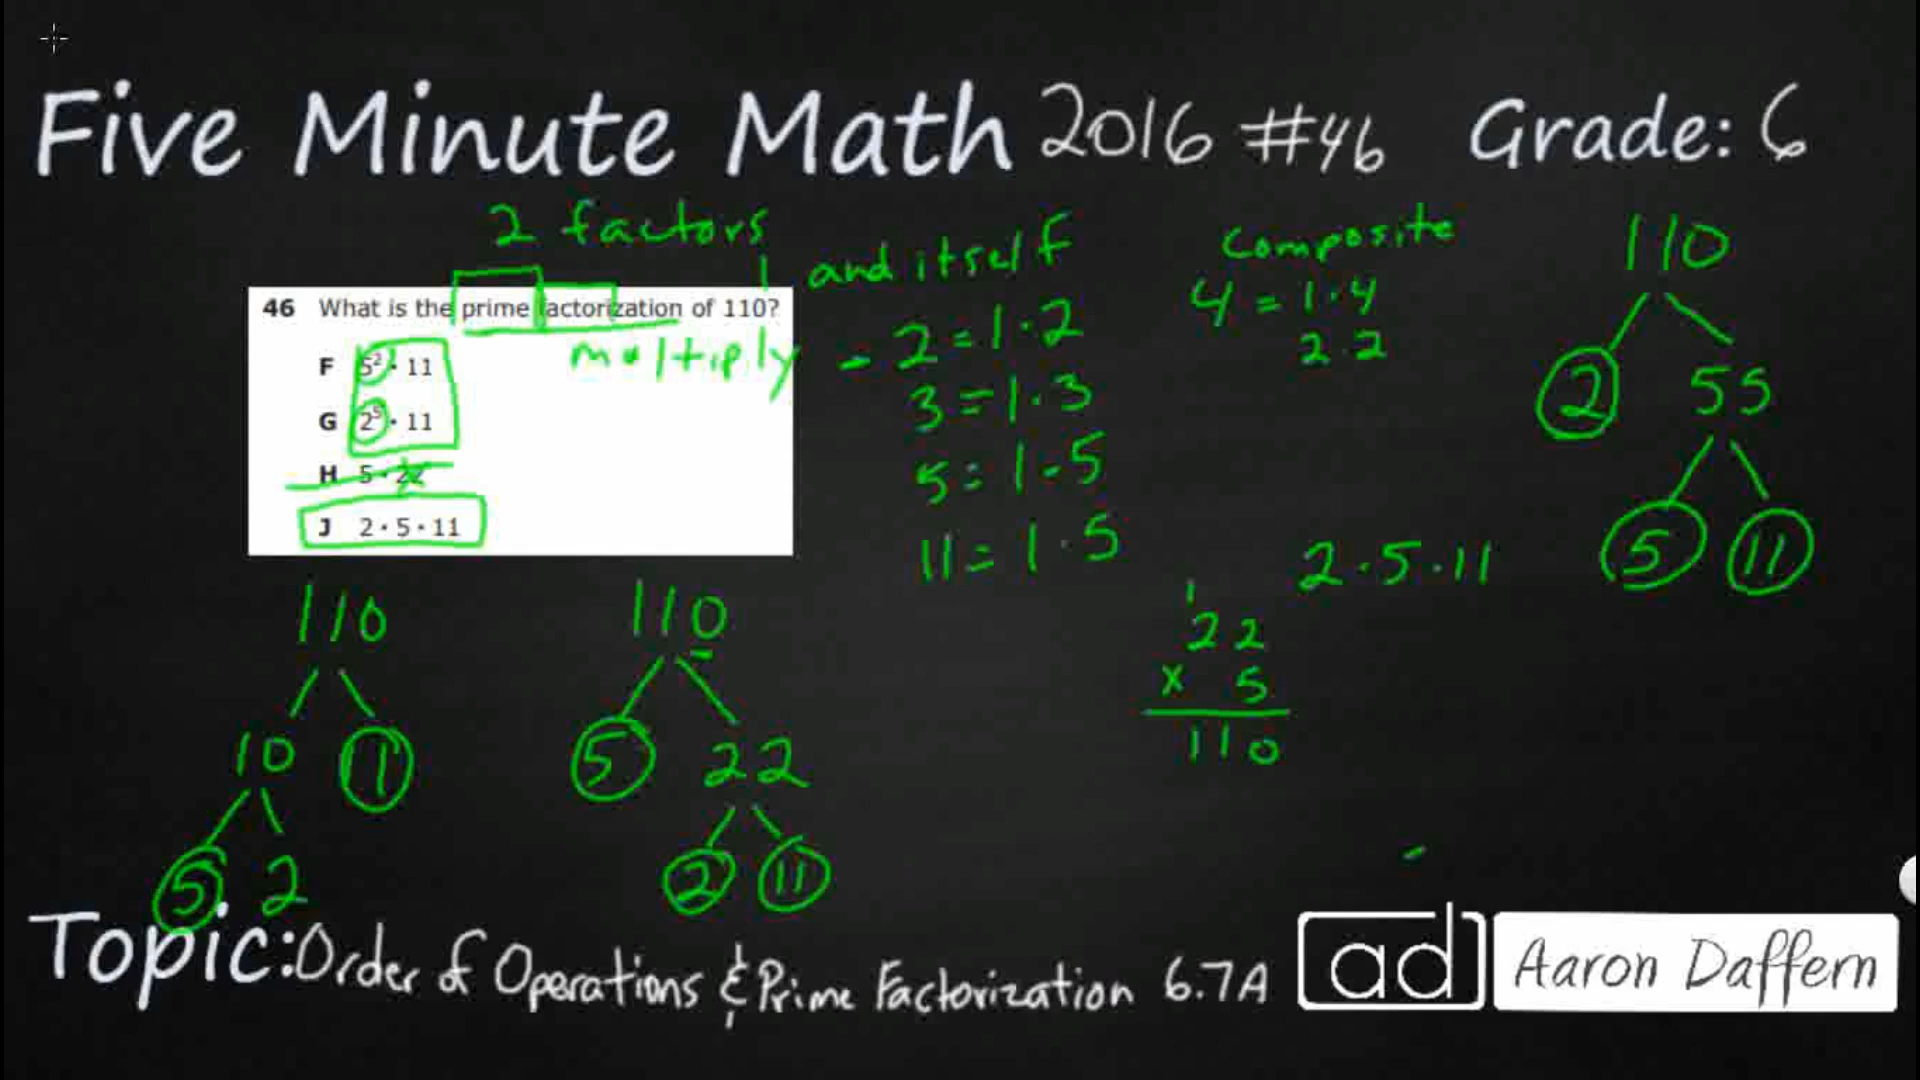 Five Minute Math 2016 #46 Grade: 6
2 factors
1 and itself
46 What is the prime factorization of 110?
multiply
F 5² · 11
G 2⁵ · 11
H 5 · 22
J 2 · 5 · 11
2 = 1 · 2
3 = 1 · 3
5 = 1 · 5
11 = 1 · 5
Composite
4 = 1 · 4
2 · 2
110
2 55
5 11
2 · 5 · 11
110
10 11
5 2
110
5 22
2 11
1
22
x 5
110
Topic: Order of Operations & Prime Factorization 6.7A
ad Aaron Daffern